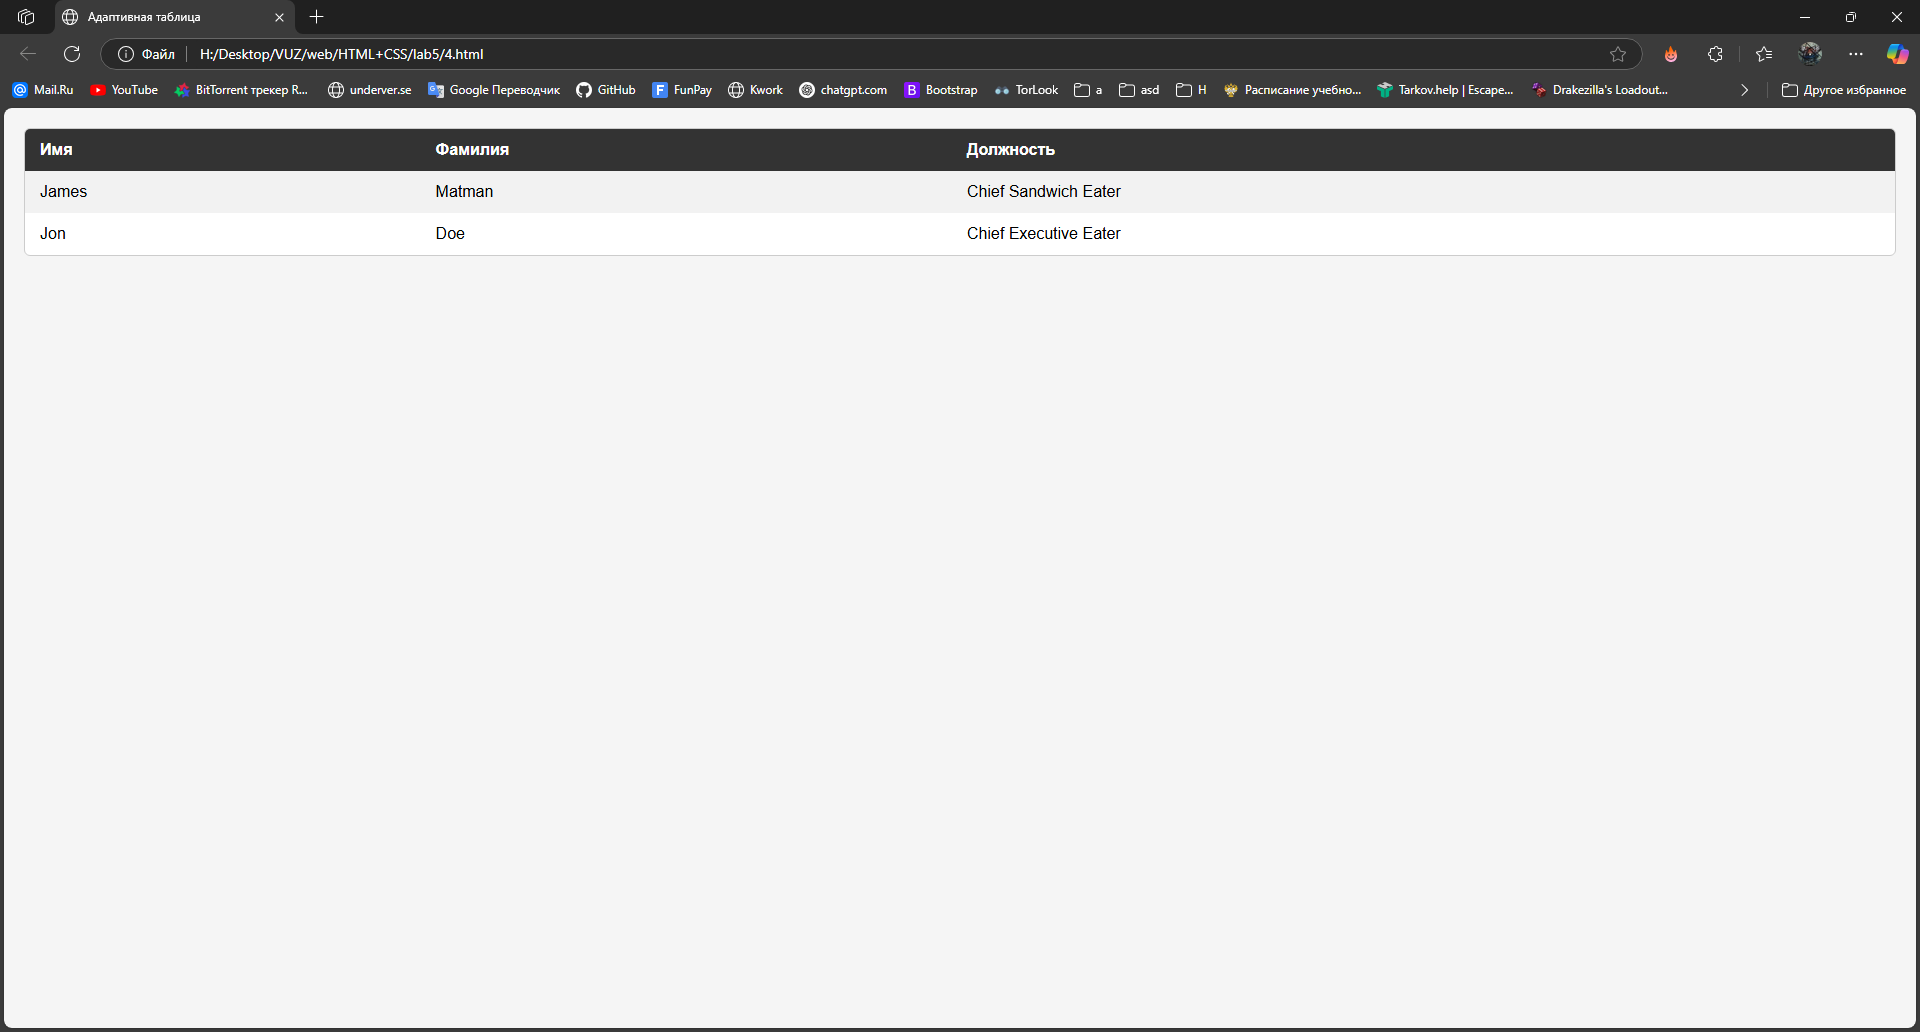 Адаптивная таблица
Файл H:/Desktop/VUZ/web/HTML+CSS/lab5/4.html
Mail.Ru YouTube BitTorrent трекер R... underver.se Google Переводчик GitHub FunPay Kwork chatgpt.com Bootstrap TorLook a asd H Расписание учебно... Tarkov.help | Escape... Drakezilla's Loadout... Другое избранное
Имя Фамилия Должность
James Matman Chief Sandwich Eater
Jon Doe Chief Executive Eater